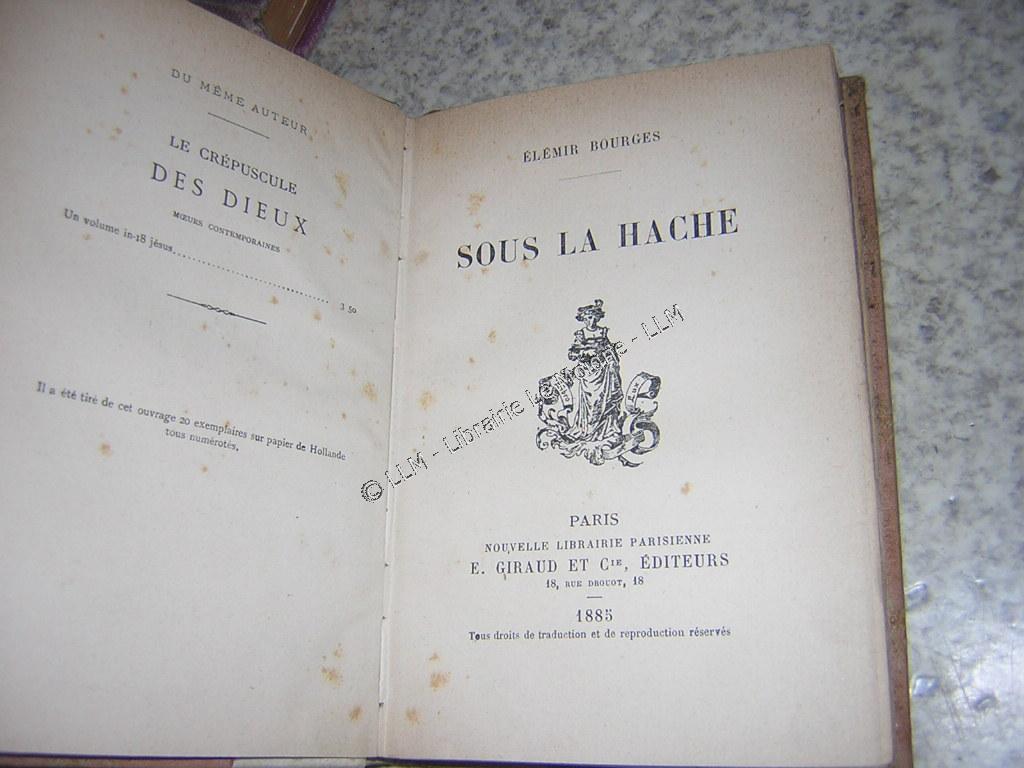 DU MÊME AUTEUR
LE CRÉPUSCULE
DES DIEUX
MŒURS CONTEMPORAINES
Un volume in-18 jésus.............................. 3 50
Il a été tiré de cet ouvrage 20 exemplaires sur papier de Hollande
tous numérotés.
ÉLÉMIR BOURGES
SOUS LA HACHE
PARIS
NOUVELLE LIBRAIRIE PARISIENNE
E. GIRAUD ET CIE, ÉDITEURS
18, RUE DROUOT, 18
1885
Tous droits de traduction et de reproduction réservés
© LLM - Librairie - LLM